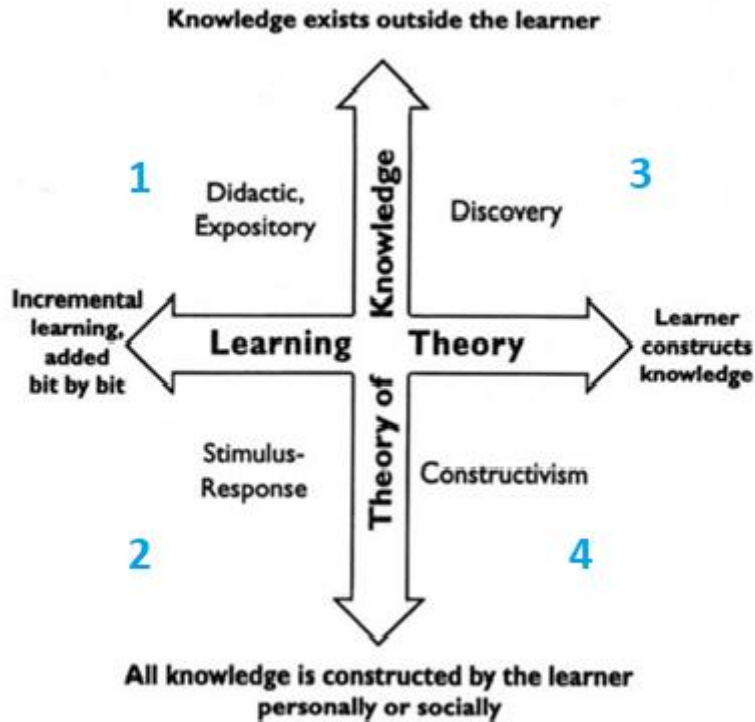 Knowledge exists outside the learner
1
3
Didactic,
Expository
Knowledge
Discovery
Incremental
learning,
added
bit by bit
Learning Theory
Learner
constructs
knowledge
Theory of
Stimulus-
Response
Constructivism
2
4
All knowledge is constructed by the learner
personally or socially